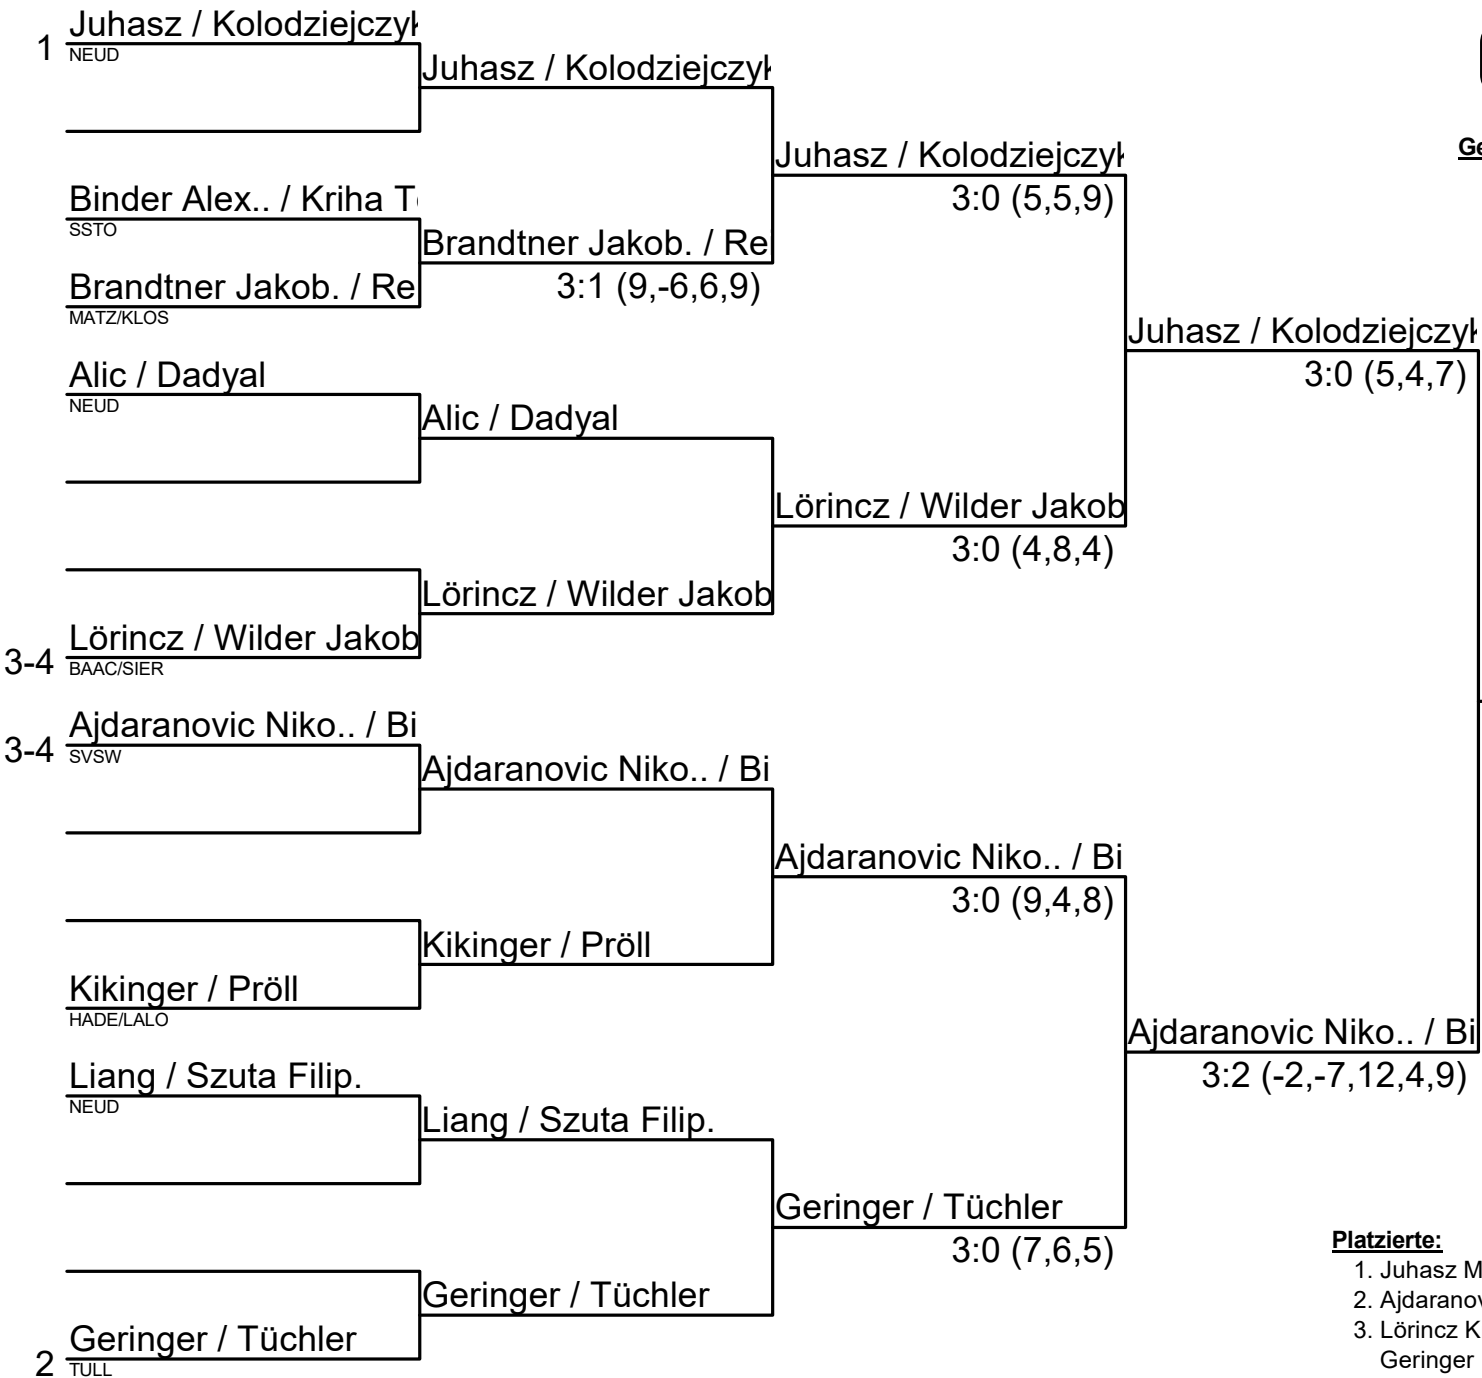 Juhasz / Kolodziejczyk
1
NEUD
Juhasz / Kolodziejczyk
Juhasz / Kolodziejczyk
3:0 (5,5,9)
Binder Alex.. / Kriha
SSTO
Brandtner Jakob. / Re
3:1 (9,-6,6,9)
Brandtner Jakob. / Re
MATZ/KLOS
Juhasz / Kolodziejczyk
3:0 (5,4,7)
Alic / Dadyal
NEUD
Alic / Dadyal
Lörincz / Wilder Jakob
3:0 (4,8,4)
Lörincz / Wilder Jakob
Lörincz / Wilder Jakob
3-4
BAAC/SIER
Ajdaranovic Niko.. / Bi
3-4
SVSW
Ajdaranovic Niko.. / Bi
Ajdaranovic Niko.. / Bi
3:0 (9,4,8)
Kikinger / Pröll
Kikinger / Pröll
HADE/LALO
Ajdaranovic Niko.. / Bi
3:2 (-2,-7,12,4,9)
Liang / Szuta Filip.
NEUD
Liang / Szuta Filip.
Geringer / Tüchler
3:0 (7,6,5)
Geringer / Tüchler
Geringer / Tüchler
2
TULL
Platzierte:
1. Juhasz M
2. Ajdaranov
3. Lörincz K
Geringer